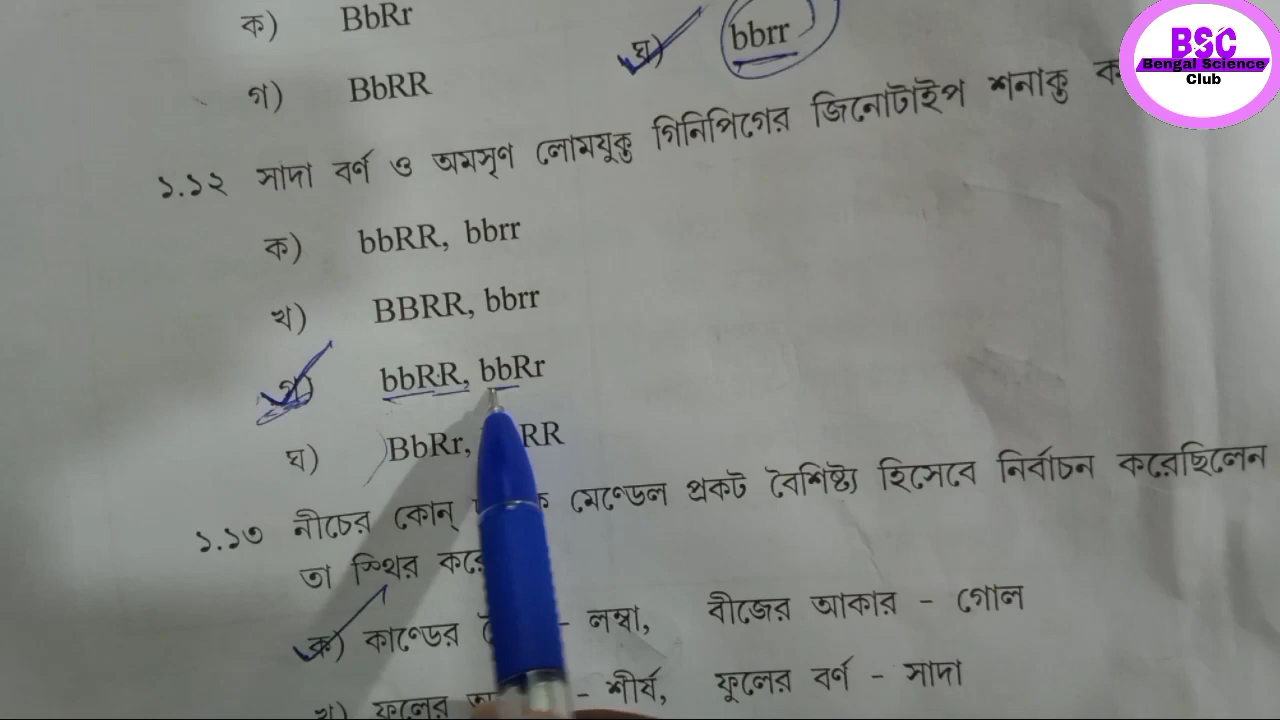 ক) BbRr
ঘ) bbrr
গ) BbRR
১.১২ সাদা বর্ণ ও অমসৃণ লোমযুক্ত গিনিপিগের জিনোটাইপ শনাক্ত
ক) bbRR, bbrr
খ) BBRR, bbrr
গ) bbRR, bbRr
ঘ) BbRr, RR
১.১৩ নীচের কোন্ মেণ্ডেল প্রকট বৈশিষ্ট্য হিসেবে নির্বাচন করেছিলেন
তা স্থির
ক) কাণ্ডের - লম্বা, বীজের আকার - গোল
খ) ফলের - শীর্ষ, ফুলের বর্ণ - সাদা
BSC
Bengal Science
Club